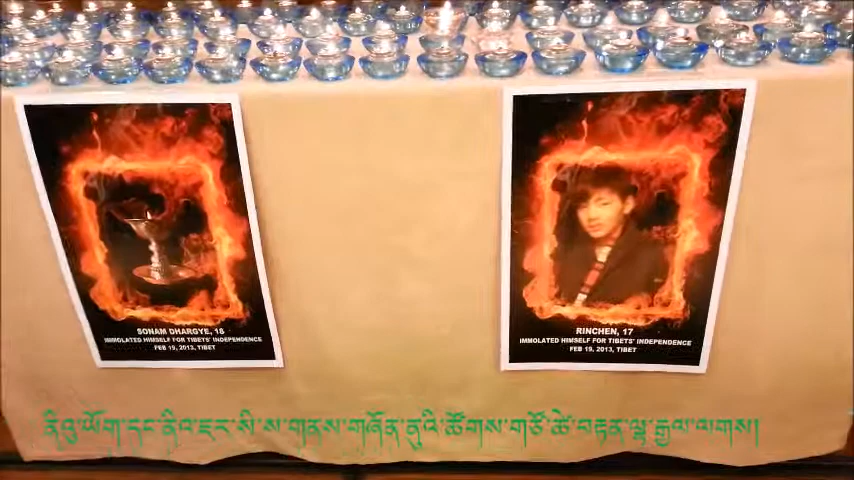 SONAM DHARGYE, 18
IMMOLATED HIMSELF FOR TIBETS' INDEPENDENCE
FEB 19, 2013, TIBET
RINCHEN, 17
IMMOLATED HIMSELF FOR TIBETS' INDEPENDENCE
FEB 19, 2013, TIBET
ནིའུ་ཡོག་དང་ནིའུ་ཇར་སི་ས་གནས་གཞོན་ནུའི་ཚོགས་གཙོ་ཚེ་བརྟན་ལྷ་རྒྱལ་ལགས།